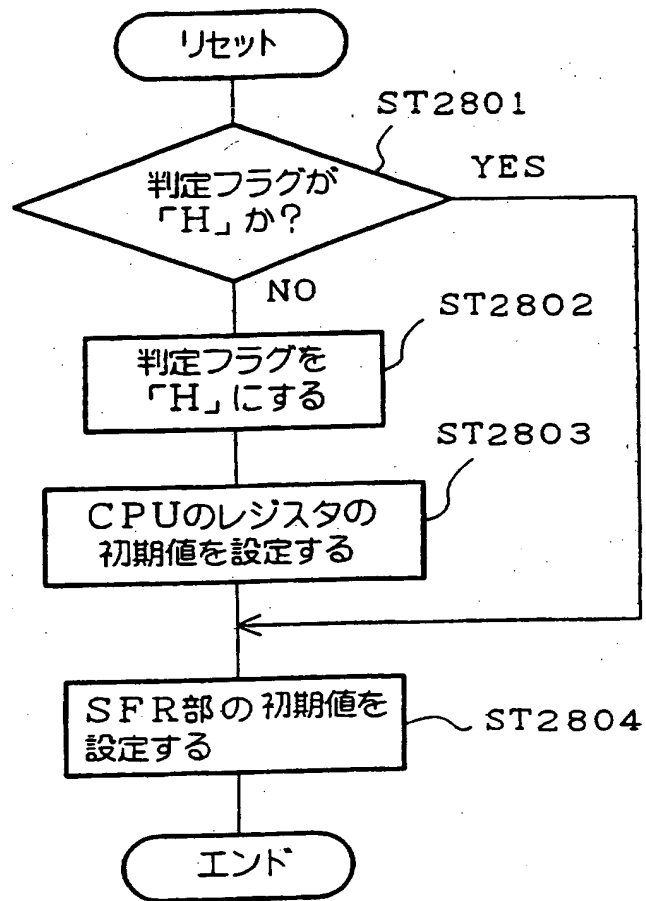 リセット
ST2801
判定フラグが
「H」か?
YES
NO
ST2802
判定フラグを
「H」にする
ST2803
CPUのレジスタの
初期値を設定する
SFR部の初期値を
設定する
ST2804
エンド